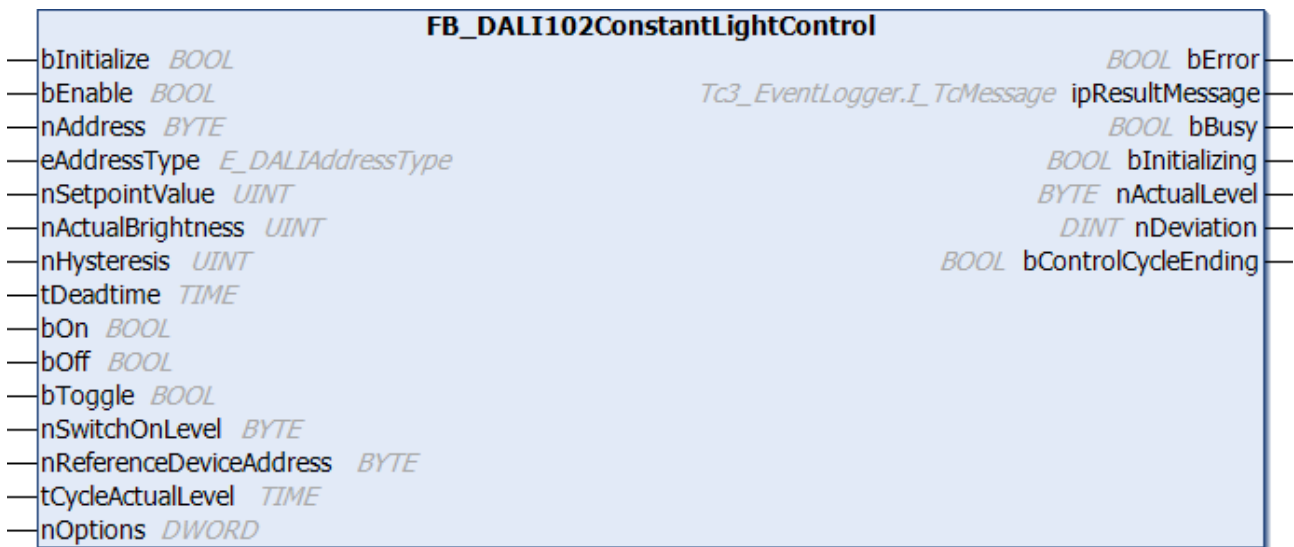 FB_DALI102ConstantLightControl
bInitialize BOOL BOOL bError
bEnable BOOL Tc3_EventLogger.I_TcMessage ipResultMessage
nAddress BYTE BOOL bBusy
eAddressType E_DALIAddressType BOOL bInitializing
nSetpointValue UINT BYTE nActualLevel
nActualBrightness UINT DINT nDeviation
nHysteresis UINT BOOL bControlCycleEnding
tDeadtime TIME
bOn BOOL
bOff BOOL
bToggle BOOL
nSwitchOnLevel BYTE
nReferenceDeviceAddress BYTE
tCycleActualLevel TIME
nOptions DWORD